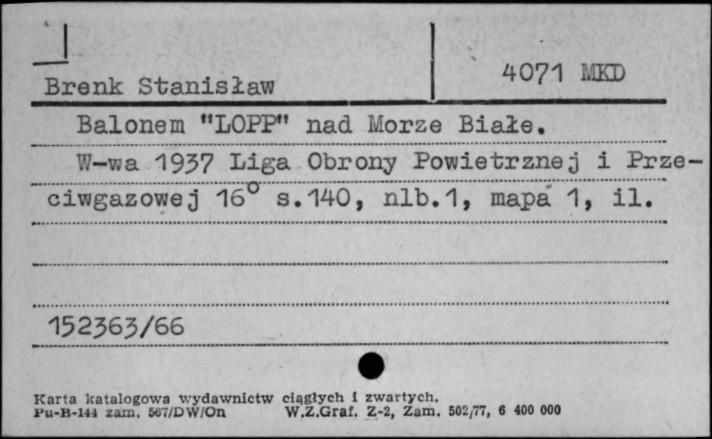 4071 MKD
Brenk Stanisław
Balonem "LOPP" nad Morze Białe.
W-wa 1937 Liga Obrony Powietrznej i Prze-
ciwgazowej 16° s.140, nlb.1, mapa 1, il.
152363/66
Karta katalogowa wydawnictw ciągłych i zwartych.
Pu-B-144 zam. 567/DW/On W.Z.Graf. Z-2, Zam. 502/77, 6 400 000